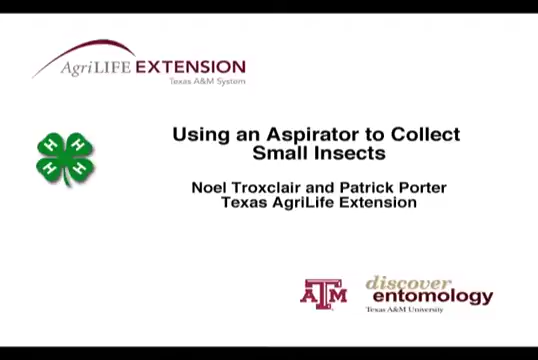 AgriLIFE EXTENSION
Texas A&M System
H H
H H
Using an Aspirator to Collect
Small Insects
Noel Troxclair and Patrick Porter
Texas AgriLife Extension
ATM
discover
entomology
Texas A&M University